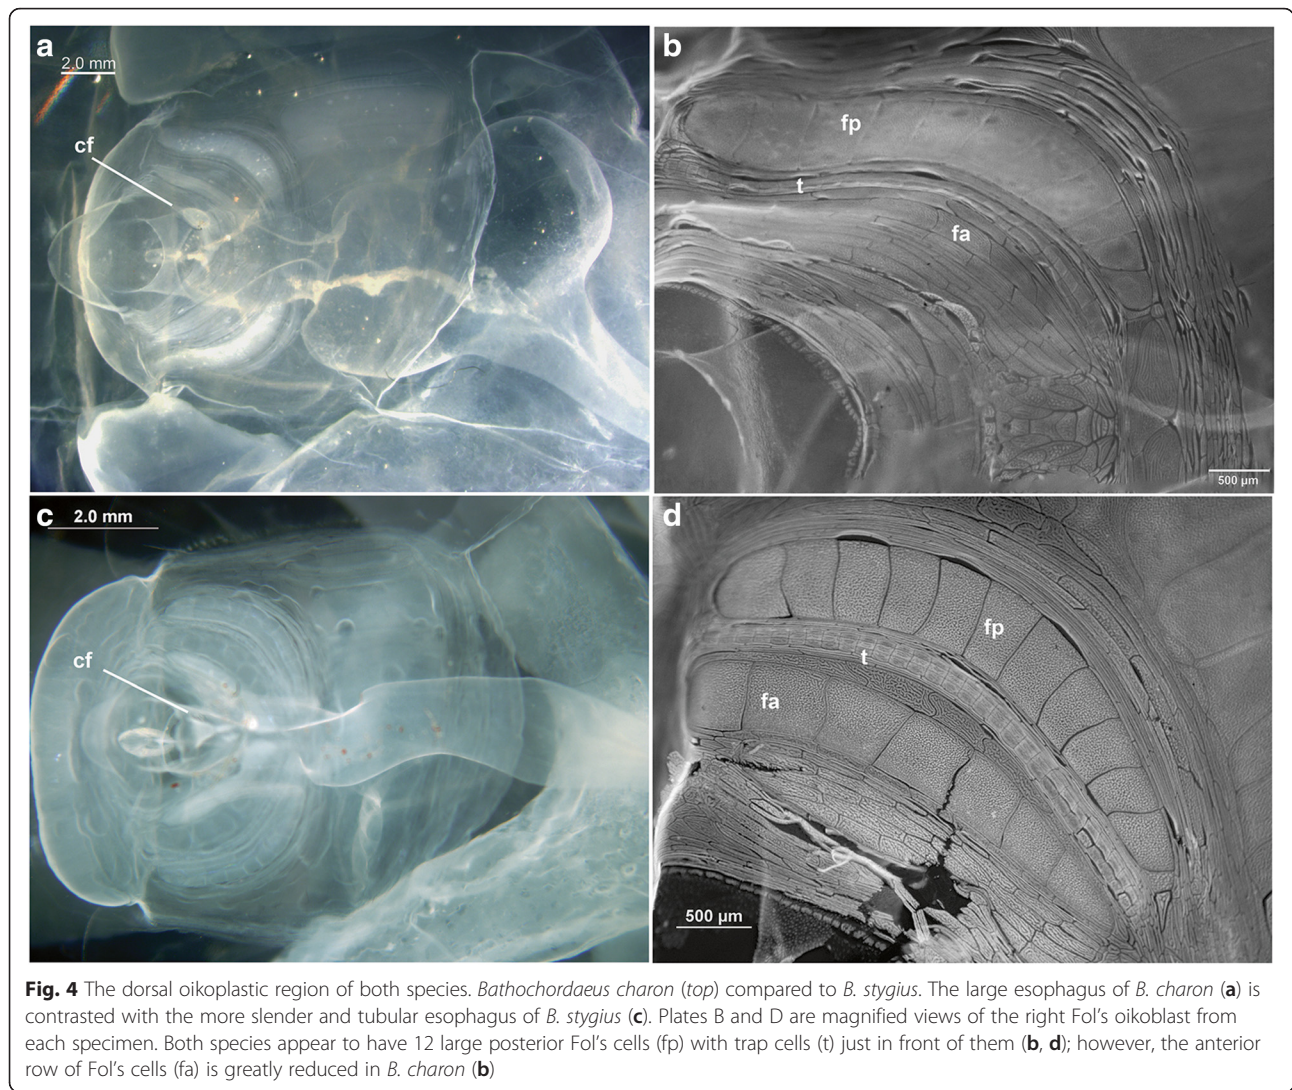 a
2.0 mm
cf
b
fp
t
fa
500 µm
c
2.0 mm
cf
d
fp
t
fa
500 µm
Fig. 4 The dorsal oikoplastic region of both species. Bathochordaeus charon (top) compared to B. stygius. The large esophagus of B. charon (a) is
contrasted with the more slender and tubular esophagus of B. stygius (c). Plates B and D are magnified views of the right Fol's oikoblast from
each specimen. Both species appear to have 12 large posterior Fol's cells (fp) with trap cells (t) just in front of them (b, d); however, the anterior
row of Fol's cells (fa) is greatly reduced in B. charon (b)